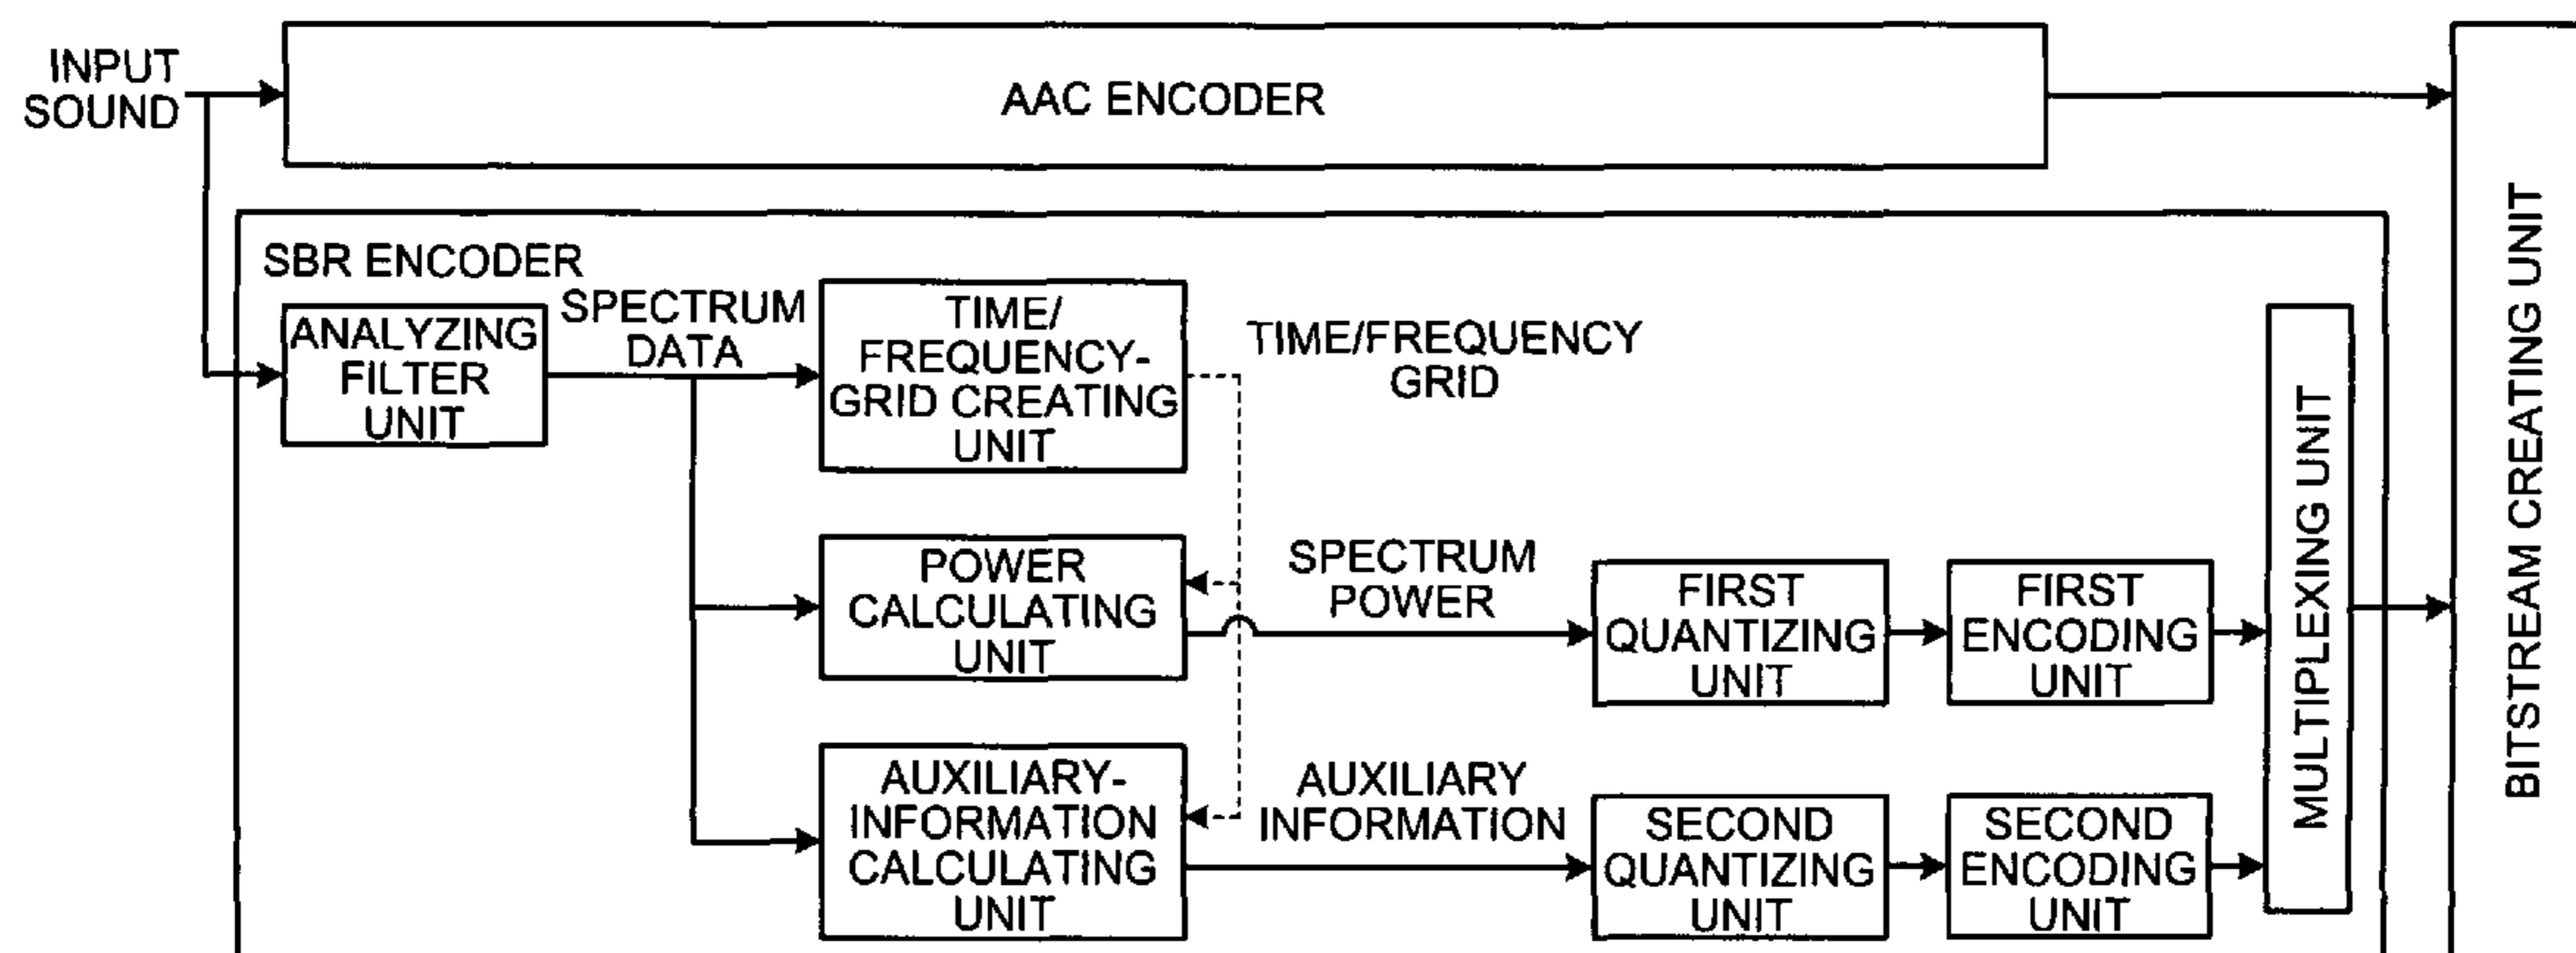 INPUT
SOUND
AAC ENCODER
SBR ENCODER
ANALYZING
FILTER
UNIT
SPECTRUM
DATA
TIME/
FREQUENCY-
GRID CREATING
UNIT
TIME/FREQUENCY
GRID
POWER
CALCULATING
UNIT
SPECTRUM
POWER
FIRST
QUANTIZING
UNIT
FIRST
ENCODING
UNIT
AUXILIARY-
INFORMATION
CALCULATING
UNIT
AUXILIARY
INFORMATION
SECOND
QUANTIZING
UNIT
SECOND
ENCODING
UNIT
MULTIPLEXING UNIT
BITSTREAM CREATING UNIT